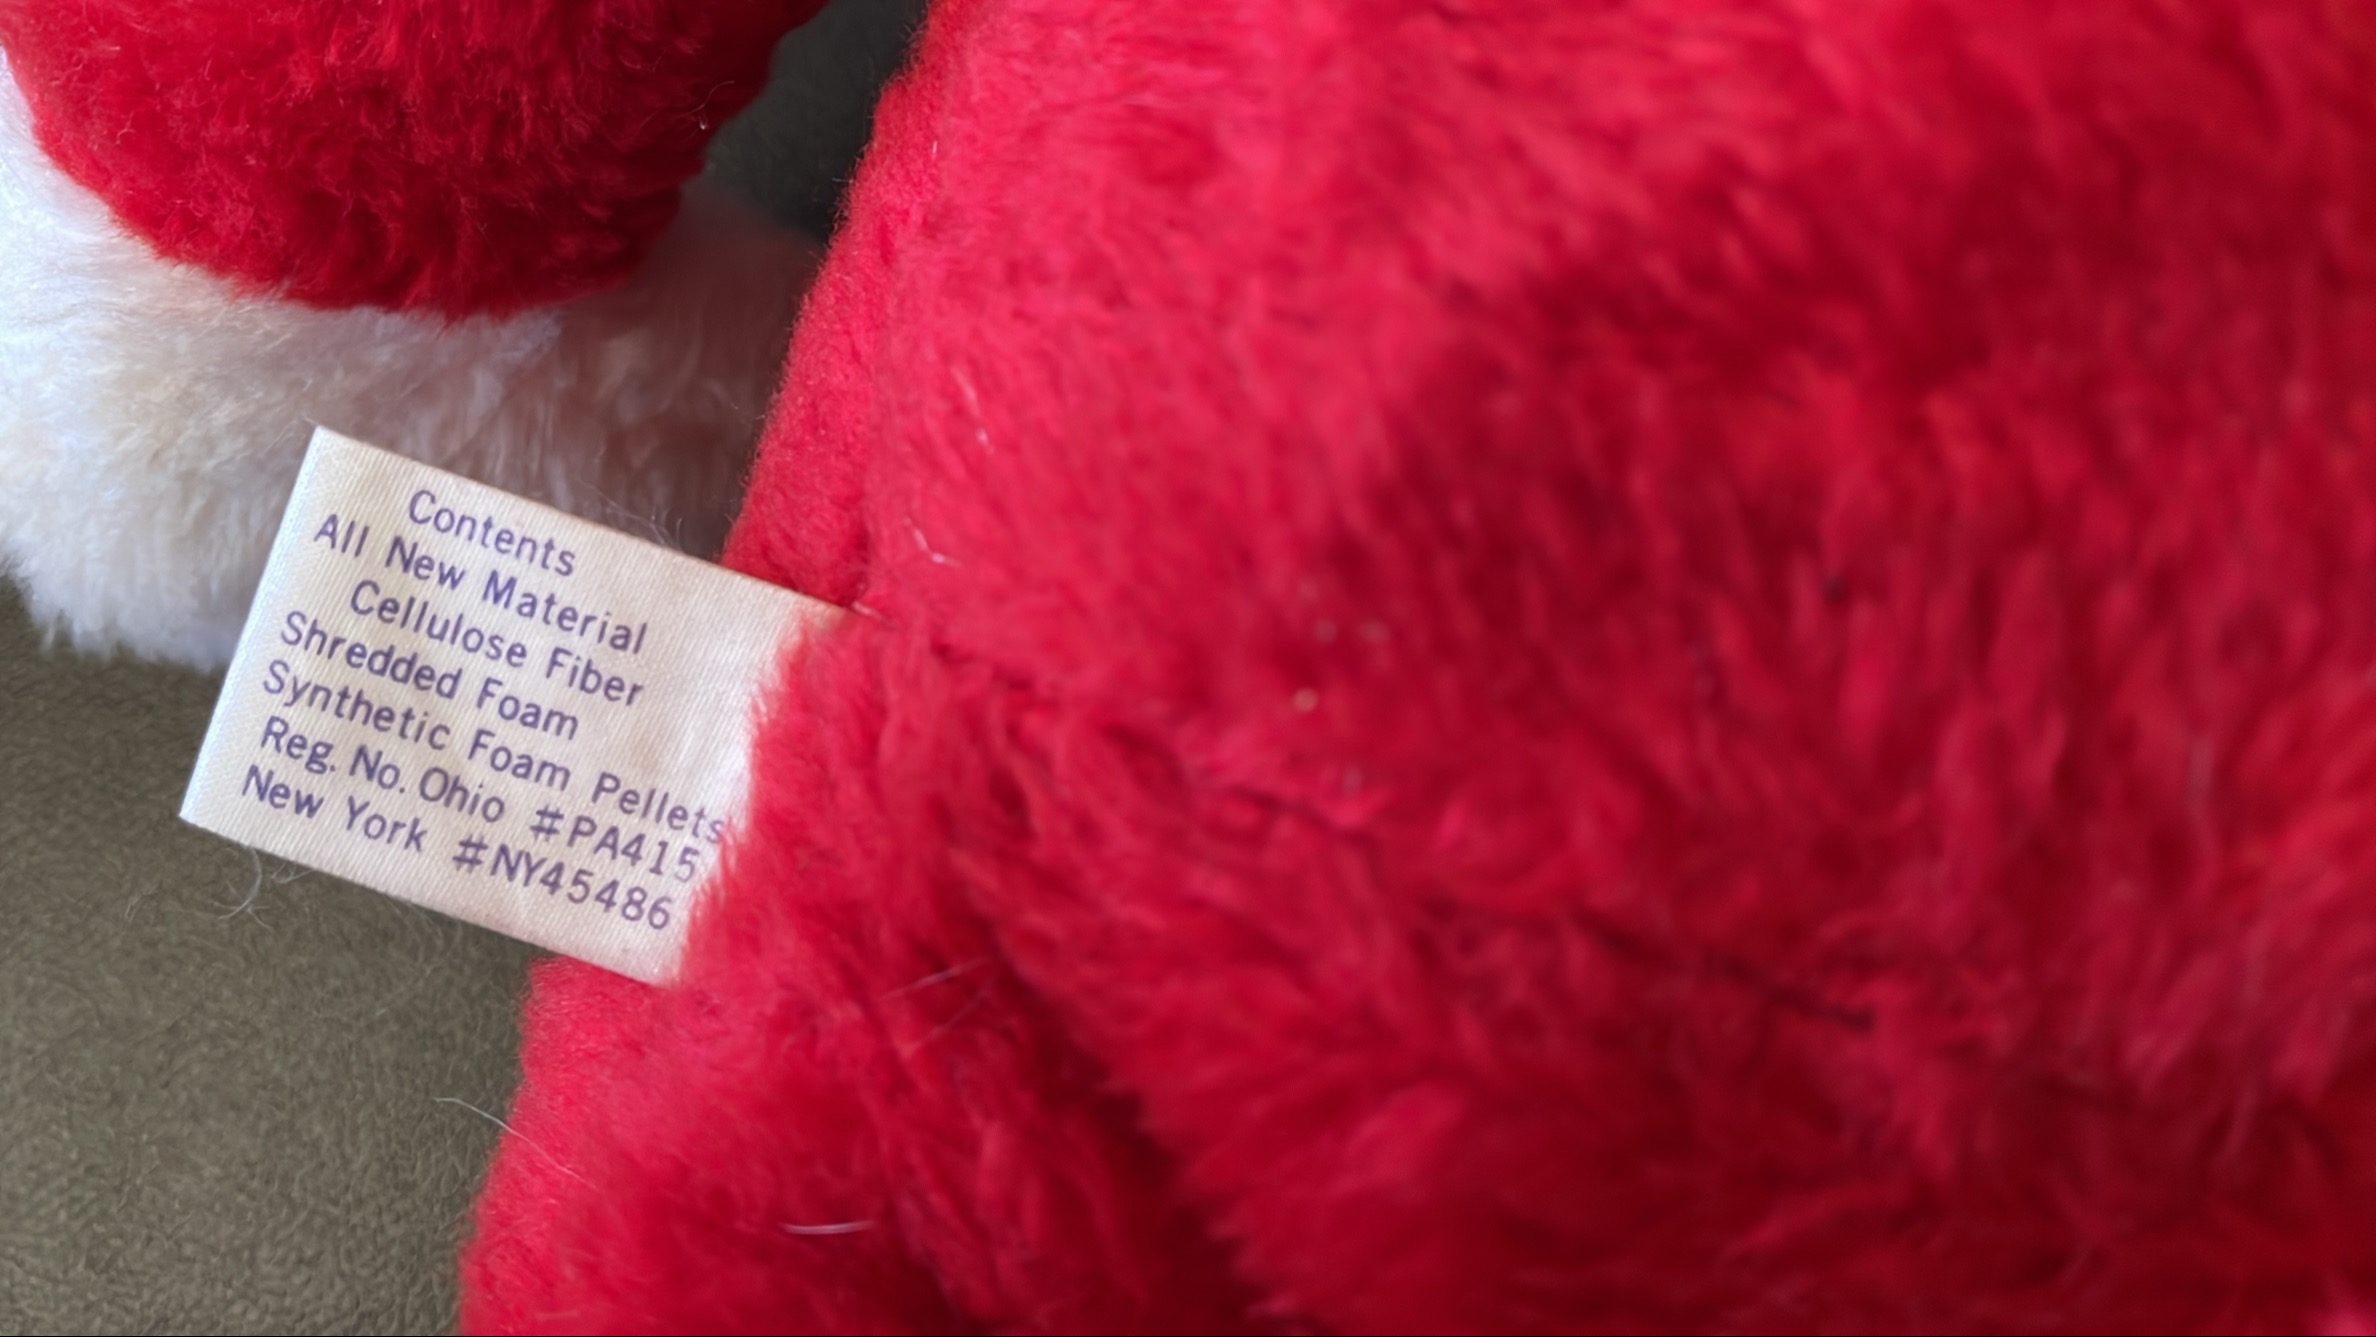 Contents
All New Material
Cellulose Fiber
Shredded Foam
Synthetic Foam Pellets
Reg. No. Ohio #PA415
New York #NY45486